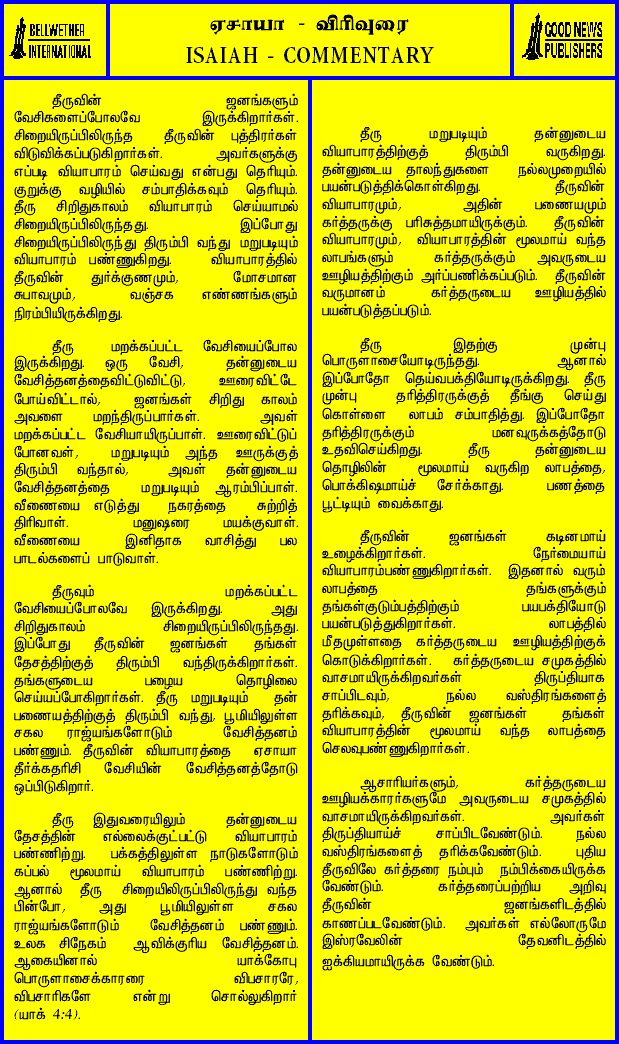 BELLWETHER
INTERNATIONAL
ஏசாயா - விரிவுரை
ISAIAH - COMMENTARY
GOOD NEWS
PUBLISHERS
தீருவின் ஜனங்களும்
வேசிகளைப்போலவே இருக்கிறார்கள்.
சிறையிருப்பிலிருந்த தீருவின் புத்திரர்கள்
விடுவிக்கப்படுகிறார்கள். அவர்களுக்கு
எப்படி வியாபாரம் செய்வது என்பது தெரியும்.
குறுக்கு வழியில் சம்பாதிக்கவும் தெரியும்.
தீரு சிறிதுகாலம் வியாபாரம் செய்யாமல்
சிறையிருப்பிலிருந்தது. இப்போது
சிறையிருப்பிலிருந்து திரும்பி வந்து மறுபடியும்
வியாபாரம் பண்ணுகிறது. வியாபாரத்தில்
தீருவின் துர்க்குணமும், மோசமான
சுபாவமும், வஞ்சக எண்ணங்களும்
நிரம்பியிருக்கிறது.
தீரு மறக்கப்பட்ட வேசியைப்போல
இருக்கிறது. ஒரு வேசி, தன்னுடைய
வேசித்தனத்தைவிட்டுவிட்டு, ஊரைவிட்டே
போய்விட்டால், ஜனங்கள் சிறிது காலம்
அவளை மறந்திருப்பார்கள். அவள்
மறக்கப்பட்ட வேசியாயிருப்பாள். ஊரைவிட்டுப்
போனவள், மறுபடியும் அந்த ஊருக்குத்
திரும்பி வந்தால், அவள் தன்னுடைய
வேசித்தனத்தை மறுபடியும் ஆரம்பிப்பாள்.
வீணையை எடுத்து நகரத்தை சுற்றித்
திரிவாள். மனுஷரை மயக்குவாள்.
வீணையை இனிதாக வாசித்து பல
பாடல்களைப் பாடுவாள்.
தீருவும் மறக்கப்பட்ட
வேசியைப்போலவே இருக்கிறது. அது
சிறிதுகாலம் சிறையிருப்பிலிருந்தது.
இப்போது தீருவின் ஜனங்கள் தங்கள்
தேசத்திற்குத் திரும்பி வந்திருக்கிறார்கள்.
தங்களுடைய பழைய தொழிலை
செய்யப்போகிறார்கள். தீரு மறுபடியும் தன்
பணையத்திற்குத் திரும்பி வந்து, பூமியிலுள்ள
சகல ராஜ்யங்களோடும் வேசித்தனம்
பண்ணும். தீருவின் வியாபாரத்தை ஏசாயா
தீர்க்கதரிசி வேசியின் வேசித்தனத்தோடு
ஒப்பிடுகிறார்.
தீரு இதுவரையிலும் தன்னுடைய
தேசத்தின் எல்லைக்குட்பட்டு வியாபாரம்
பண்ணிற்று. பக்கத்திலுள்ள நாடுகளோடும்
கப்பல் மூலமாய் வியாபாரம் பண்ணிற்று.
ஆனால் தீரு சிறையிலிருப்பிலிருந்து வந்த
பின்போ, அது பூமியிலுள்ள சகல
ராஜ்யங்களோடும் வேசித்தனம் பண்ணும்.
உலக சிநேகம் ஆவிக்குரிய வேசித்தனம்.
ஆகையினால் யாக்கோபு
பொருளாசைக்காரரை விபசாரரே,
விபசாரிகளே என்று சொல்லுகிறார்
(யாக் 4:4).
தீரு மறுபடியும் தன்னுடைய
வியாபாரத்திற்குத் திரும்பி வருகிறது.
தன்னுடைய தாலந்துகளை நல்லமுறையில்
பயன்படுத்திக்கொள்கிறது. தீருவின்
வியாபாரமும், அதின் பணையமும்
கர்த்தருக்கு பரிசுத்தமாயிருக்கும். தீருவின்
வியாபாரமும், வியாபாரத்தின் மூலமாய் வந்த
லாபங்களும் கர்த்தருக்கும் அவருடைய
ஊழியத்திற்கும் அர்ப்பணிக்கப்படும். தீருவின்
வருமானம் கர்த்தருடைய ஊழியத்தில்
பயன்படுத்தப்படும்.
தீரு இதற்கு முன்பு
பொருளாசையோடிருந்தது. ஆனால்
இப்போதோ தெய்வபக்தியோடிருக்கிறது. தீரு
முன்பு தரித்திரருக்குத் தீங்கு செய்து
கொள்ளை லாபம் சம்பாதித்து. இப்போதோ
தரித்திரருக்கும் மனவுருக்கத்தோடு
உதவிசெய்கிறது. தீரு தன்னுடைய
தொழிலின் மூலமாய் வருகிற லாபத்தை,
பொக்கிஷமாய்ச் சேர்க்காது. பணத்தை
பூட்டியும் வைக்காது.
தீருவின் ஜனங்கள் கடினமாய்
உழைக்கிறார்கள். நேர்மையாய்
வியாபாரம்பண்ணுகிறார்கள். இதனால் வரும்
லாபத்தை தங்களுக்கும்
தங்கள்குடும்பத்திற்கும் பயபக்தியோடு
பயன்படுத்துகிறார்கள். லாபத்தில்
மீதமுள்ளதை கர்த்தருடைய ஊழியத்திற்குக்
கொடுக்கிறார்கள். கர்த்தருடைய சமுகத்தில்
வாசமாயிருக்கிறவர்கள் திருப்தியாக
சாப்பிடவும், நல்ல வஸ்திரங்களைத்
தரிக்கவும், தீருவின் ஜனங்கள் தங்கள்
வியாபாரத்தின் மூலமாய் வந்த லாபத்தை
செலவுபண்ணுகிறார்கள்.
ஆசாரியர்களும், கர்த்தருடைய
ஊழியக்காரர்களுமே அவருடைய சமுகத்தில்
வாசமாயிருக்கிறவர்கள். அவர்கள்
திருப்தியாய்ச் சாப்பிடவேண்டும். நல்ல
வஸ்திரங்களைத் தரிக்கவேண்டும். புதிய
தீருவிலே கர்த்தரை நம்பும் நம்பிக்கையிருக்க
வேண்டும். கர்த்தரைப்பற்றிய அறிவு
தீருவின் ஜனங்களிடத்தில்
காணப்படவேண்டும். அவர்கள் எல்லோருமே
இஸ்ரவேலின் தேவனிடத்தில்
ஐக்கியமாயிருக்க வேண்டும்.